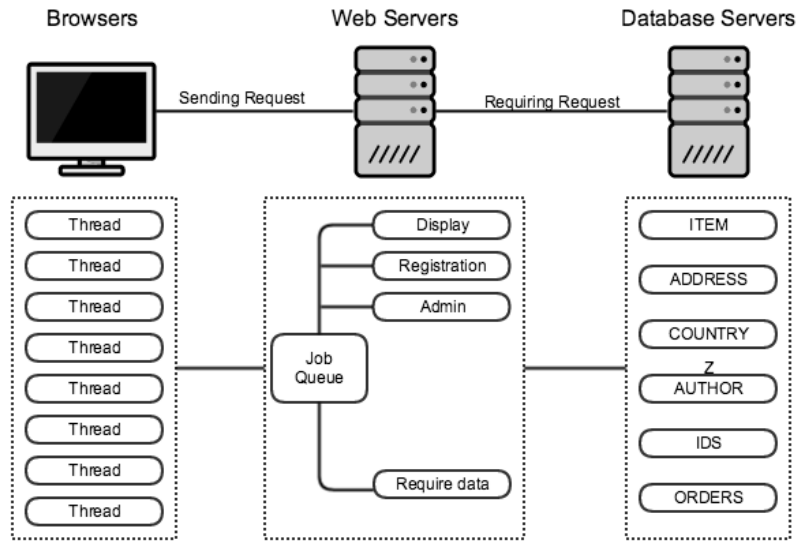 Browsers
Web Servers
Database Servers
Sending Request
Requiring Request
Thread
Thread
Thread
Thread
Thread
Thread
Thread
Thread
Display
Registration
Admin
Job
Queue
Require data
ITEM
ADDRESS
COUNTRY
Z
AUTHOR
IDS
ORDERS